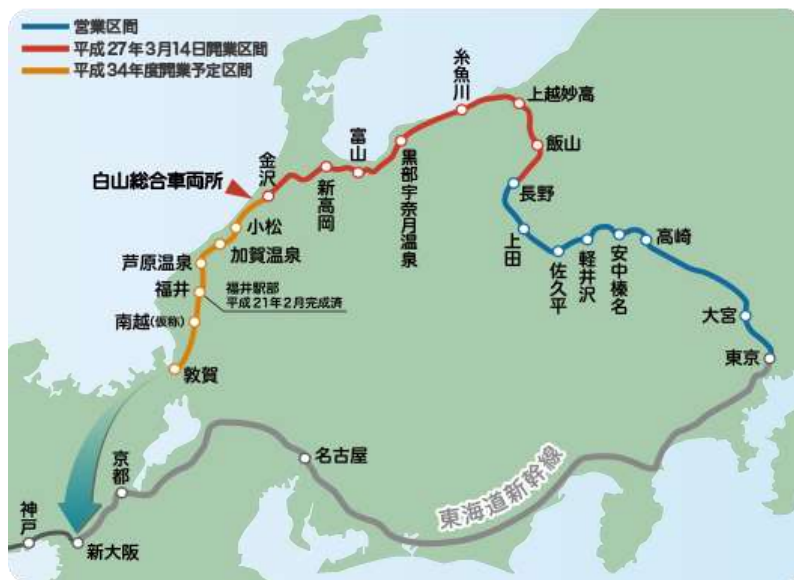 営業区間
平成27年3月14日開業区間
平成34年度開業予定区間
糸魚川
上越妙高
飯山
長野
富山
黒部宇奈月温泉
金沢
新高岡
白山総合車両所
小松
加賀温泉
芦原温泉
福井
福井駅部
平成21年2月完成済
南越(仮称)
敦賀
上田
佐久平
軽井沢
安中榛名
高崎
大宮
東京
東海道新幹線
名古屋
京都
新大阪
神戸